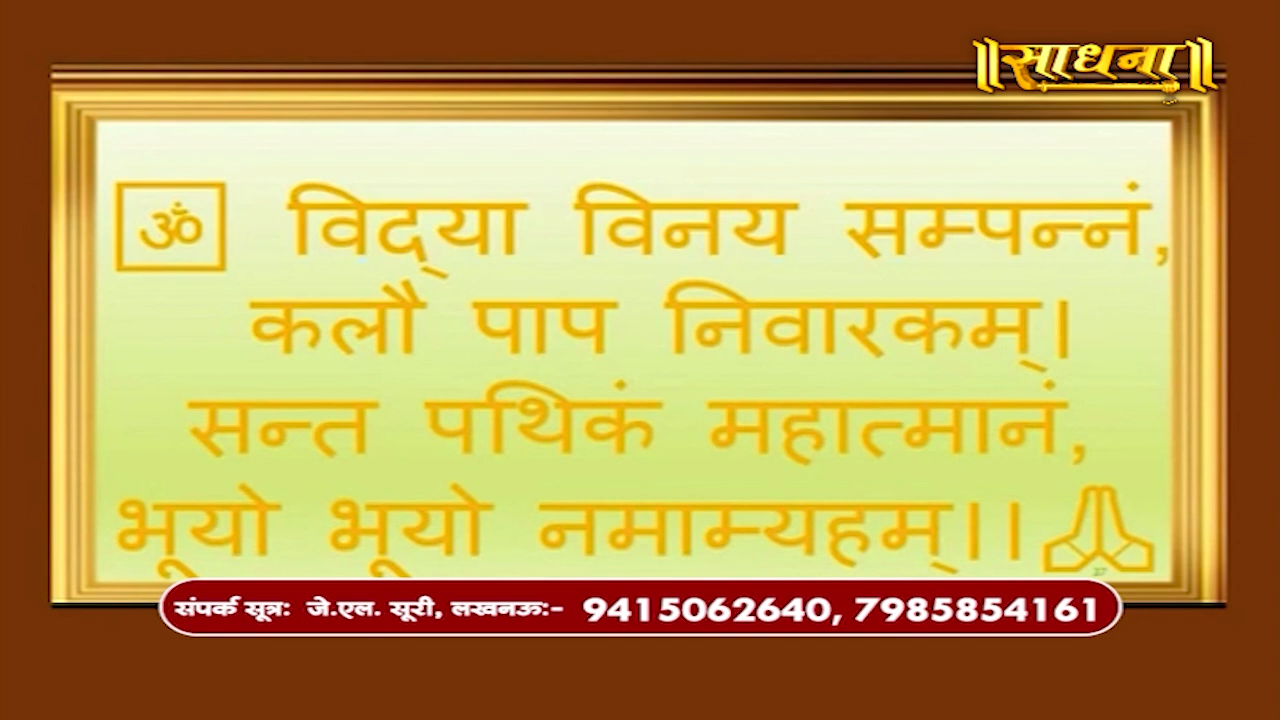 ॥साधना॥
ॐ विद्‌या विनय सम्पन्नं,
कलौ पाप निवारकम्।
सन्त पथिकं महात्मानं,
भूयो भूयो नमाम्यहम्।।
संपर्क सूत्र: जे.एल. सूरी, लखनऊ:- 9415062640, 7985854161